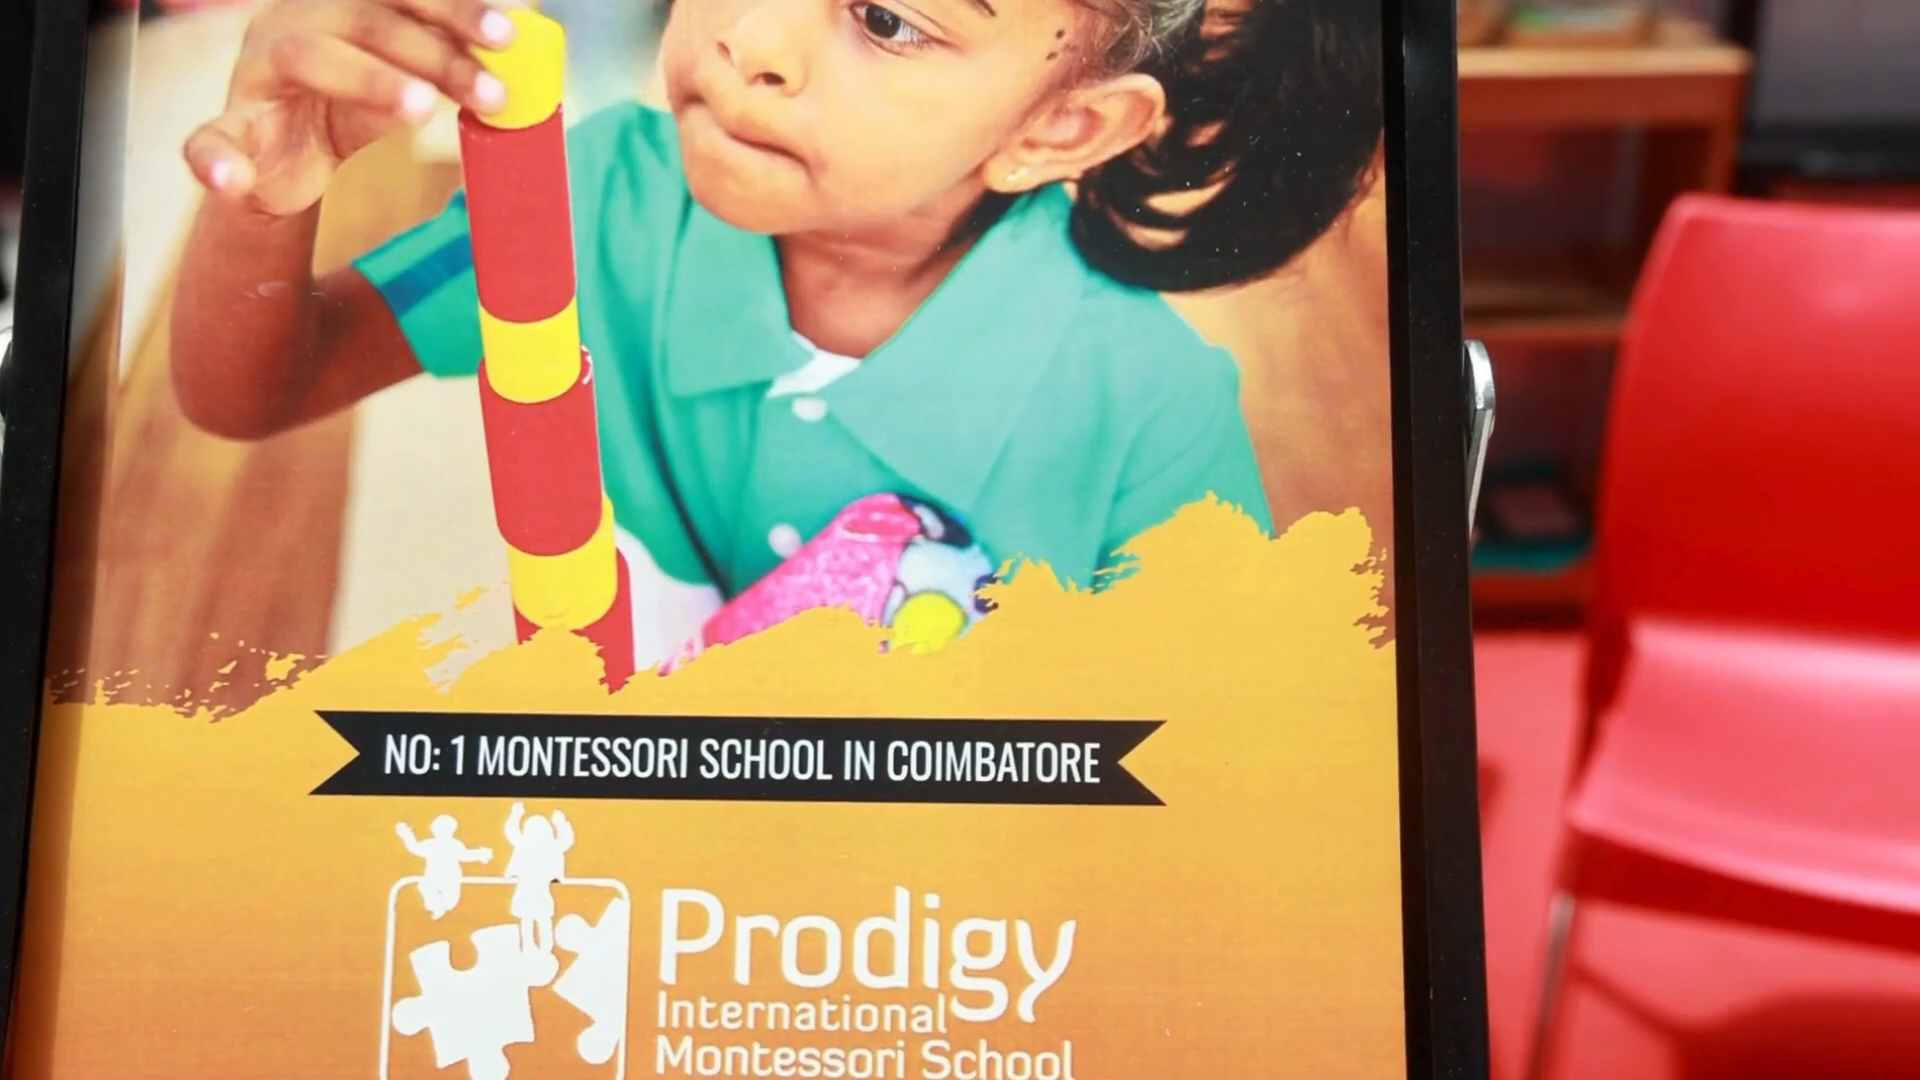 NO: 1 MONTESSORI SCHOOL IN COIMBATORE
Prodigy
International
Montessori School